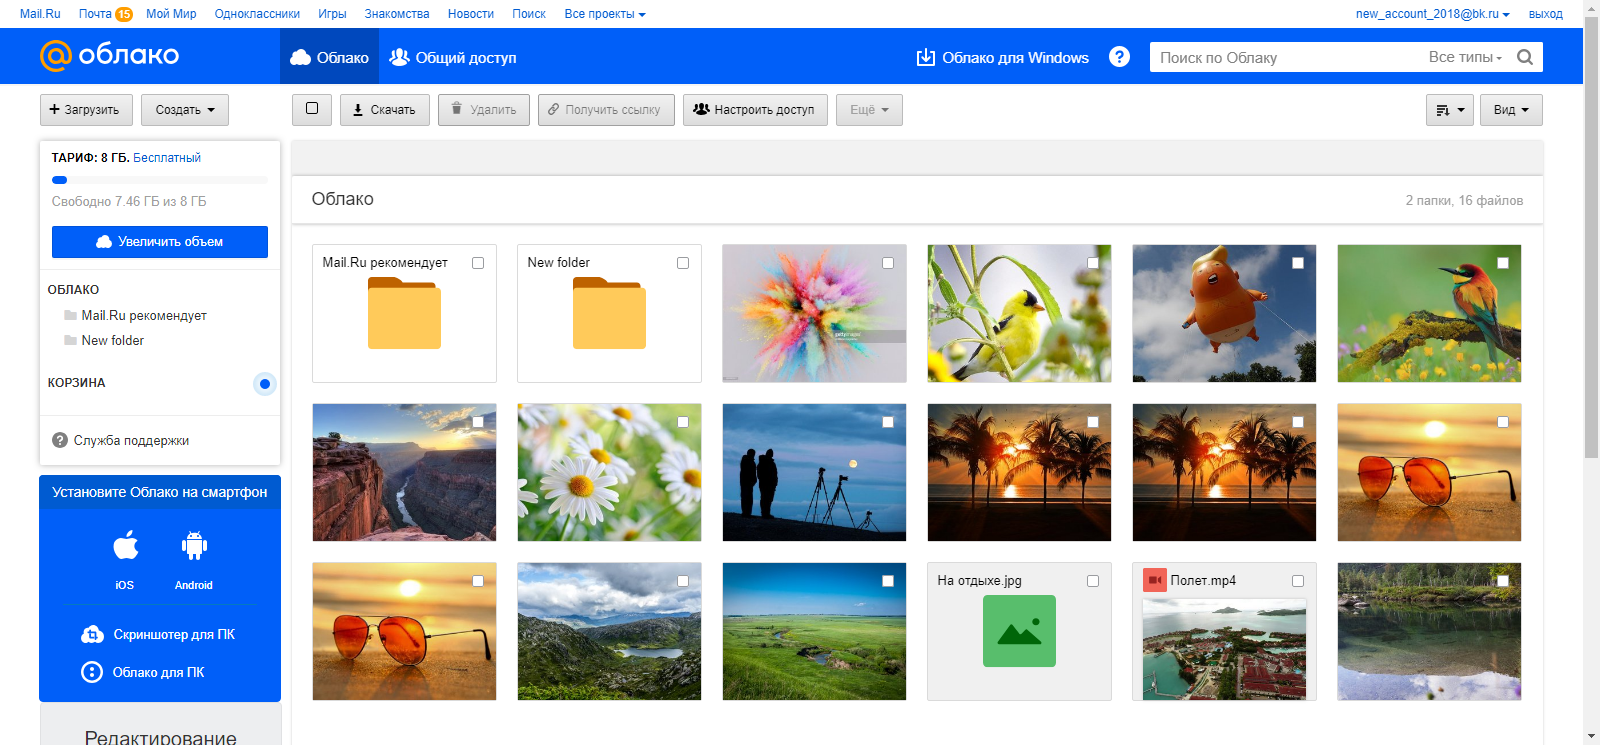 Mail.Ru Почта 15 Мой Мир Одноклассники Игры Знакомства Новости Поиск Все проекты new_account_2018@bk.ru выход
облако Облако Общий доступ Облако для Windows ? Поиск по Облаку Все типы
+ Загрузить Создать Скачать Удалить Получить ссылку Настроить доступ Ещё Вид
ТАРИФ: 8 ГБ. Бесплатный
Свободно 7.46 ГБ из 8 ГБ
Увеличить объем
ОБЛАКО
Mail.Ru рекомендует
New folder
КОРЗИНА
? Служба поддержки
Установите Облако на смартфон
iOS Android
Скриншотер для ПК
Облако для ПК
Редактирование
Облако 2 папки, 16 файлов
Mail.Ru рекомендует New folder
На отдыхе.jpg Полет.mp4